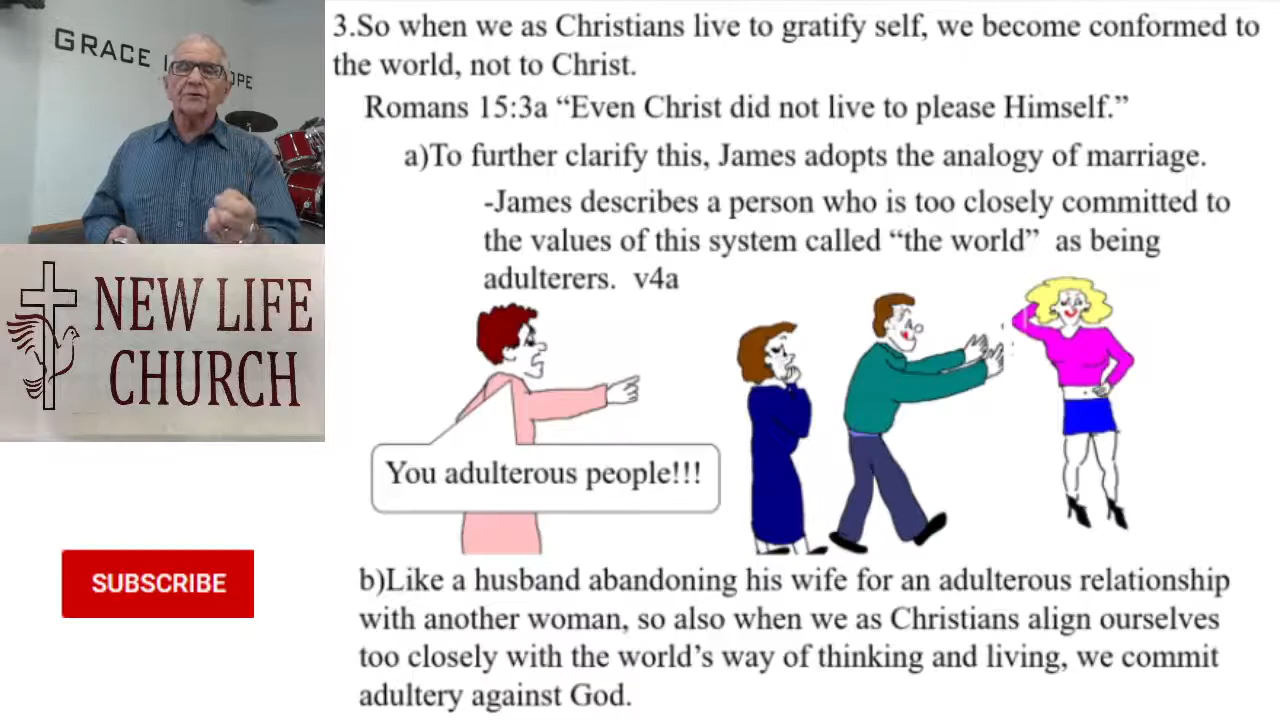 GRACE
OPE
NEW LIFE
CHURCH
SUBSCRIBE
3.So when we as Christians live to gratify self, we become conformed to
the world, not to Christ.
Romans 15:3a “Even Christ did not live to please Himself.”
a)To further clarify this, James adopts the analogy of marriage.
-James describes a person who is too closely committed to
the values of this system called “the world” as being
adulterers. v4a
You adulterous people!!!
b)Like a husband abandoning his wife for an adulterous relationship
with another woman, so also when we as Christians align ourselves
too closely with the world’s way of thinking and living, we commit
adultery against God.